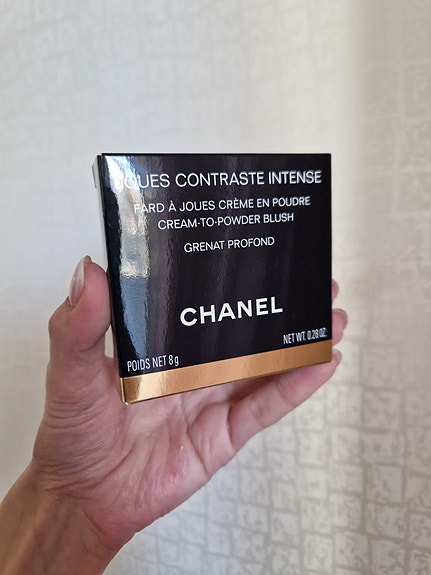 JOUES CONTRASTE INTENSE
FARD À JOUES CRÈME EN POUDRE
CREAM-TO-POWDER BLUSH
GRENAT PROFOND
CHANEL
POIDS NET 8 g
NET WT. 0.28 OZ.